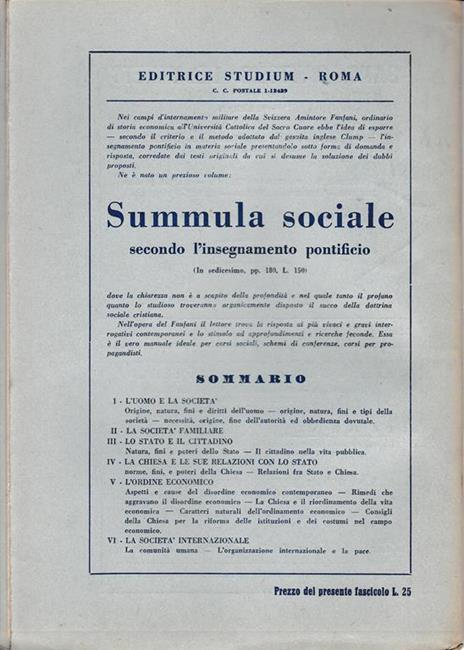 EDITRICE STUDIUM - ROMA
C. C. POSTALE 1-12439
Nei campi d'internamento militare della Svizzera Amintore Fanfani, ordinario
di storia economica all'Università Cattolica del Sacro Cuore ebbe l'idea di esporre
— secondo il criterio e il metodo adottato dal gesuita inglese Clump — l'in-
segnamento pontificio in materia sociale presentandolo sotto forma di domanda e
risposta, corredate dai testi originali da cui si desume la soluzione dei dubbi
proposti.
Ne è nato un prezioso volume:
Summula sociale
secondo l'insegnamento pontificio
(In sedicesimo, pp. 180, L. 150)
dove la chiarezza non è a scapito della profondità e nel quale tanto il profano
quanto lo studioso troveranno organicamente disposto il succo della dottrina
sociale cristiana.
Nell'opera del Fanfani il lettore trova la risposta ai più vivaci e gravi inter-
rogativi contemporanei e lo stimolo ad approfondimenti e ricerche feconde. Essa
è il vero manuale ideale per corsi sociali, schemi di conferenze, corsi per pro-
pagandisti.
SOMMARIO
I - L'UOMO E LA SOCIETA'
Origine, natura, fini e diritti dell'uomo — origine, natura, fini e tipi della
società — necessità, origine, fine dell'autorità ed obbedienza dovutale.
II - LA SOCIETÀ FAMILIARE
III - LO STATO E IL CITTADINO
Natura, fini e poteri dello Stato — Il cittadino nella vita pubblica.
IV - LA CHIESA E LE SUE RELAZIONI CON LO STATO
norme, fini, e poteri della Chiesa — Relazioni fra Stato e Chiesa.
V - L'ORDINE ECONOMICO
Aspetti e cause del disordine economico contemporaneo — Rimedi che
aggravano il disordine economico — La Chiesa e il riordinamento della vita
economica — Caratteri naturali dell'ordinamento economico — Consigli
della Chiesa per la riforma delle istituzioni e dei costumi nel campo
economico.
VI - LA SOCIETA' INTERNAZIONALE
La comunità umana — L'organizzazione internazionale e la pace.
Prezzo del presente fascicolo L. 25